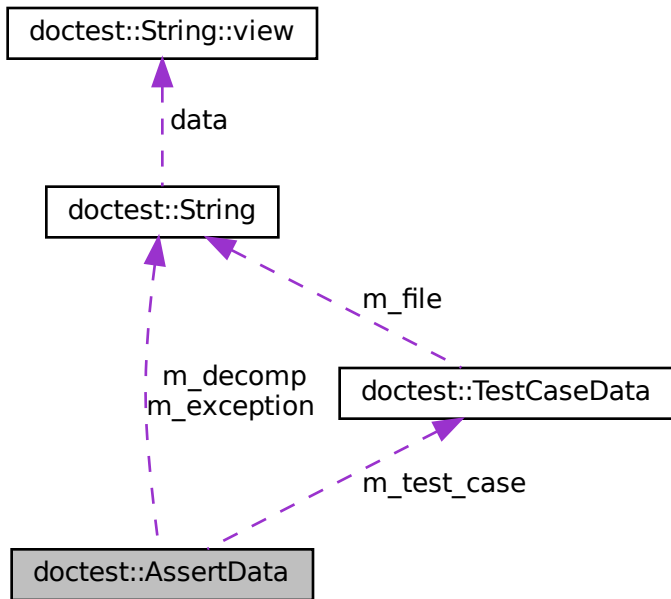 doctest::String::view
data
doctest::String
m_file
m_decomp
m_exception
doctest::TestCaseData
m_test_case
doctest::AssertData